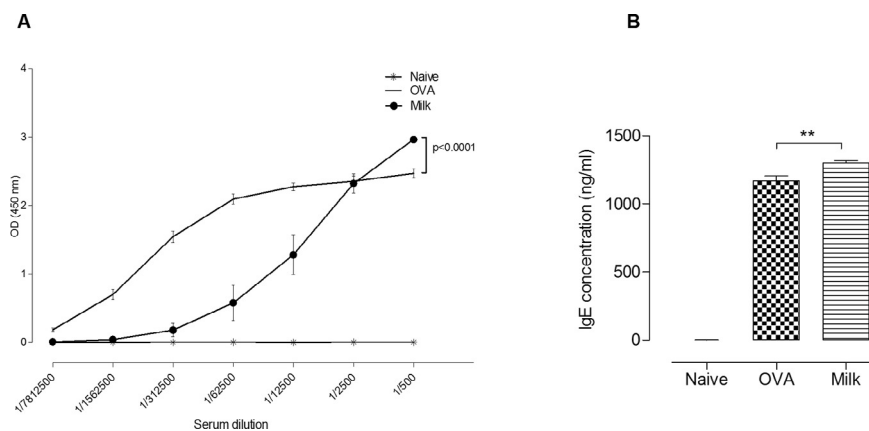 A
4
3
2
1
0
OD (450 nm)
Naive
OVA
Milk
p<0.0001
1/7812500
1/1562500
1/312500
1/62500
1/12500
1/2500
1/500
Serum dilution
B
1500
1000
500
0
IgE concentration (ng/ml)
**
Naive
OVA
Milk